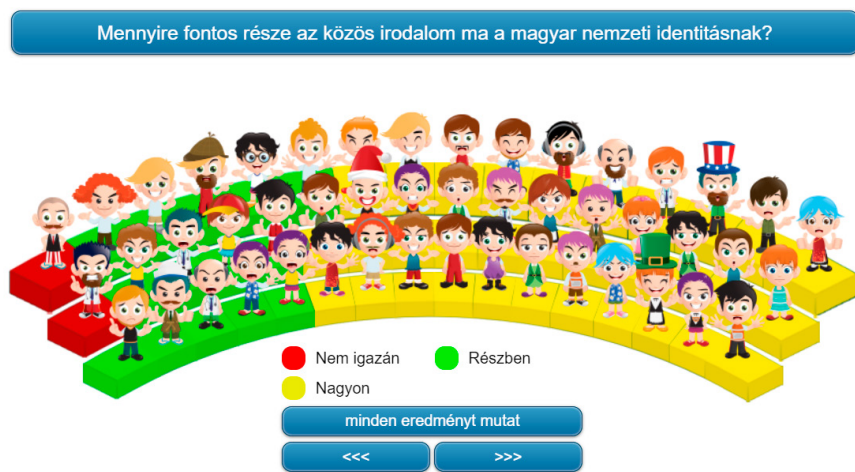 Mennyire fontos része az közös irodalom ma a magyar nemzeti identitásnak?
Nem igazán
Részben
Nagyon
minden eredményt mutat
<<<
>>>